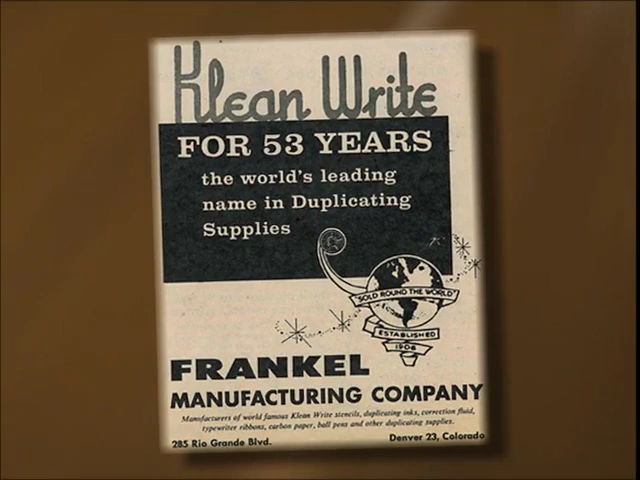 Klean Write
FOR 53 YEARS
the world's leading
name in Duplicating
Supplies
"SOLD ROUND THE WORLD"
ESTABLISHED
1906
FRANKEL
MANUFACTURING COMPANY
Manufacturers of world famous Klean Write stencils, duplicating inks, correction fluid,
typewriter ribbons, carbon paper, ball pens and other duplicating supplies.
285 Rio Grande Blvd. Denver 23, Colorado